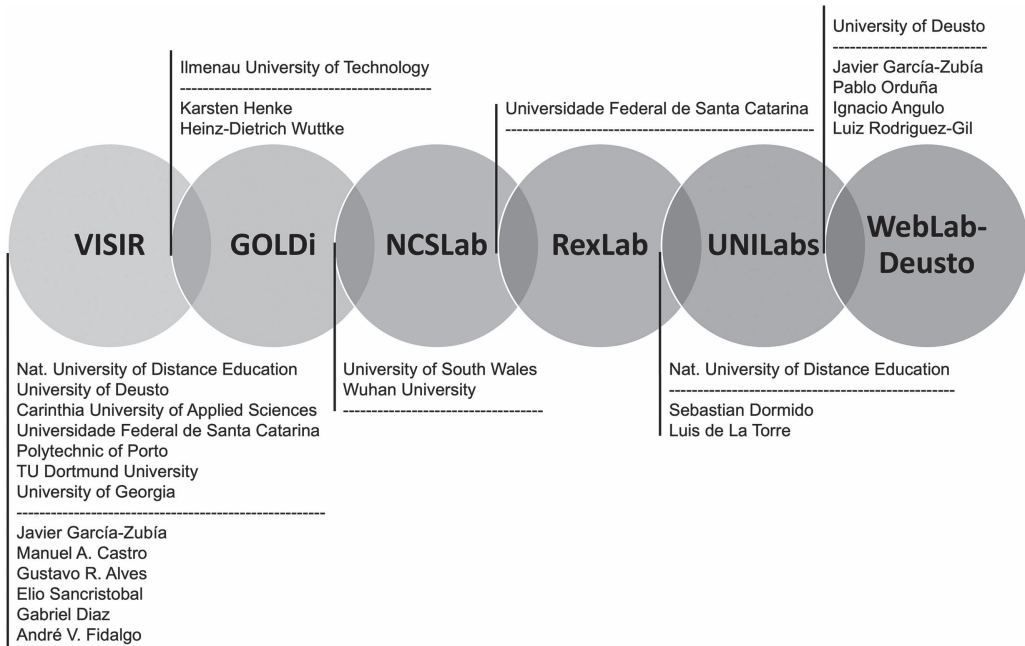 VISIR
Nat. University of Distance Education
University of Deusto
Carinthia University of Applied Sciences
Universidade Federal de Santa Catarina
Polytechnic of Porto
TU Dortmund University
University of Georgia
------------------------------------------------------
Javier García-Zubía
Manuel A. Castro
Gustavo R. Alves
Elio Sancristobal
Gabriel Diaz
André V. Fidalgo
GOLDi
Ilmenau University of Technology
--------------------------------------------
Karsten Henke
Heinz-Dietrich Wuttke
NCSLab
University of South Wales
Wuhan University
-----------------------------------
RexLab
Universidade Federal de Santa Catarina
------------------------------------------------------
UNILabs
Nat. University of Distance Education
--------------------------------------------------
Sebastian Dormido
Luis de La Torre
WebLab-
Deusto
University of Deusto
---------------------------
Javier García-Zubía
Pablo Orduña
Ignacio Angulo
Luiz Rodriguez-Gil